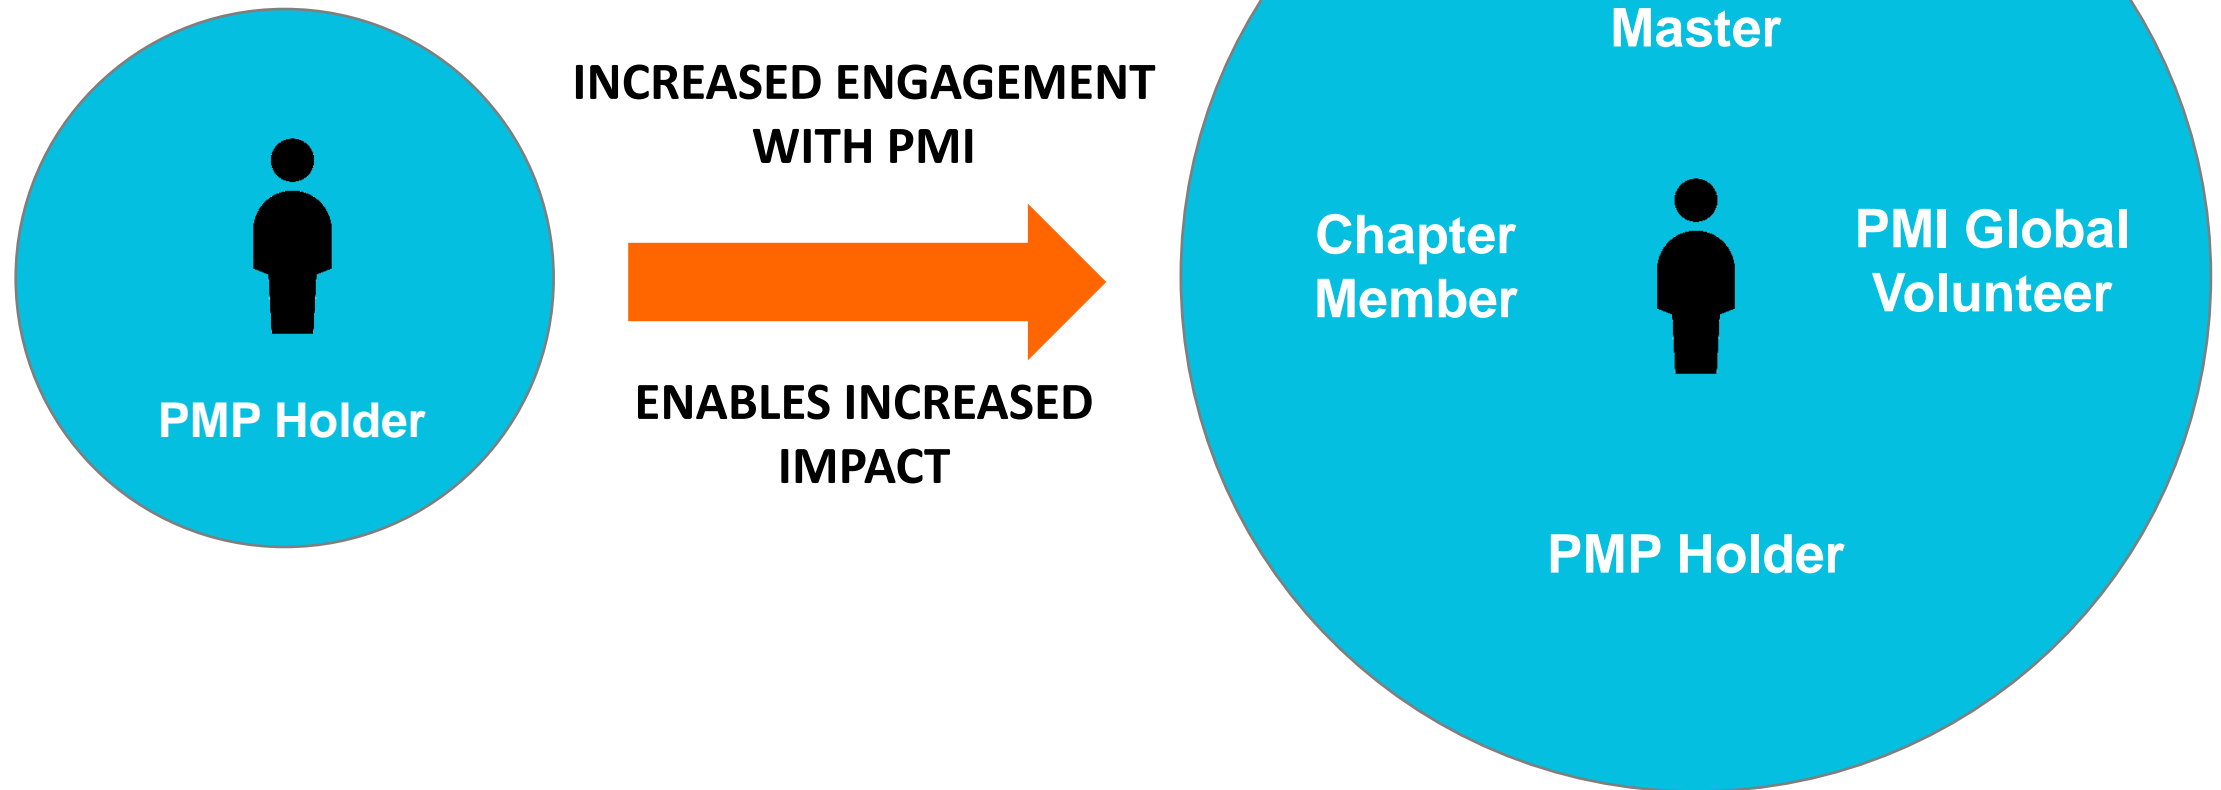 PMP Holder
INCREASED ENGAGEMENT
WITH PMI
ENABLES INCREASED
IMPACT
Master
Chapter
Member
PMI Global
Volunteer
PMP Holder